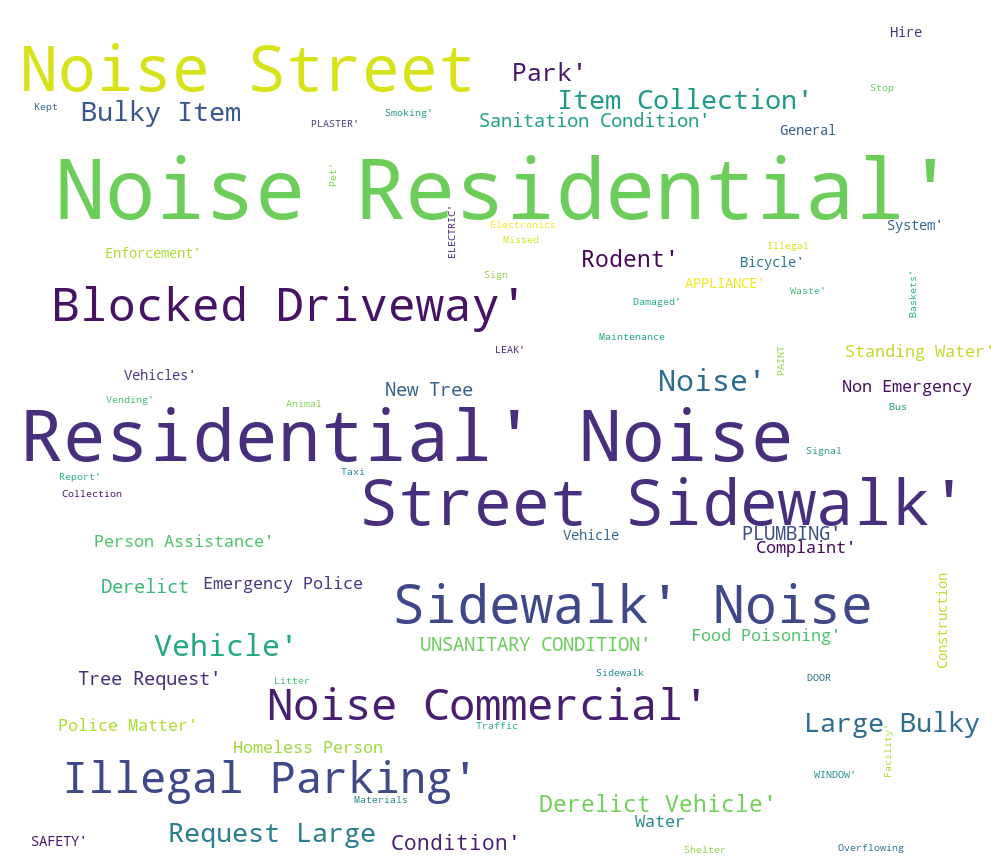 Hire
Noise Street
Park'
Stop
Item Collection'
Kept
Bulky Item
Smoking'
PLASTER'
Sanitation Condition'
General
Pet'
Noise Residential'
ELECTRIC'
Electronics
System'
Missed
Enforcement'
Illegal
Rodent'
Bicycle'
Sign
APPLIANCE'
Waste'
Baskets'
Blocked Driveway'
Damaged'
Maintenance
LEAK'
PAINT
Standing Water'
Vehicles'
New Tree
Noise'
Non Emergency
Vending'
Animal
Bus
Residential' Noise
Signal
Report'
Taxi
Collection
Street Sidewalk'
Person Assistance'
Vehicle
PLUMBING'
Complaint'
Derelict
Emergency Police
Sidewalk' Noise
Construction
Vehicle'
UNSANITARY CONDITION'
Food Poisoning'
Tree Request'
Litter
Sidewalk
DOOR
Noise Commercial'
Police Matter'
Traffic
Large Bulky
Homeless Person
Facility'
Illegal Parking'
WINDOW'
Materials
Derelict Vehicle'
Request Large
Water
SAFETY'
Condition'
Shelter
Overflowing